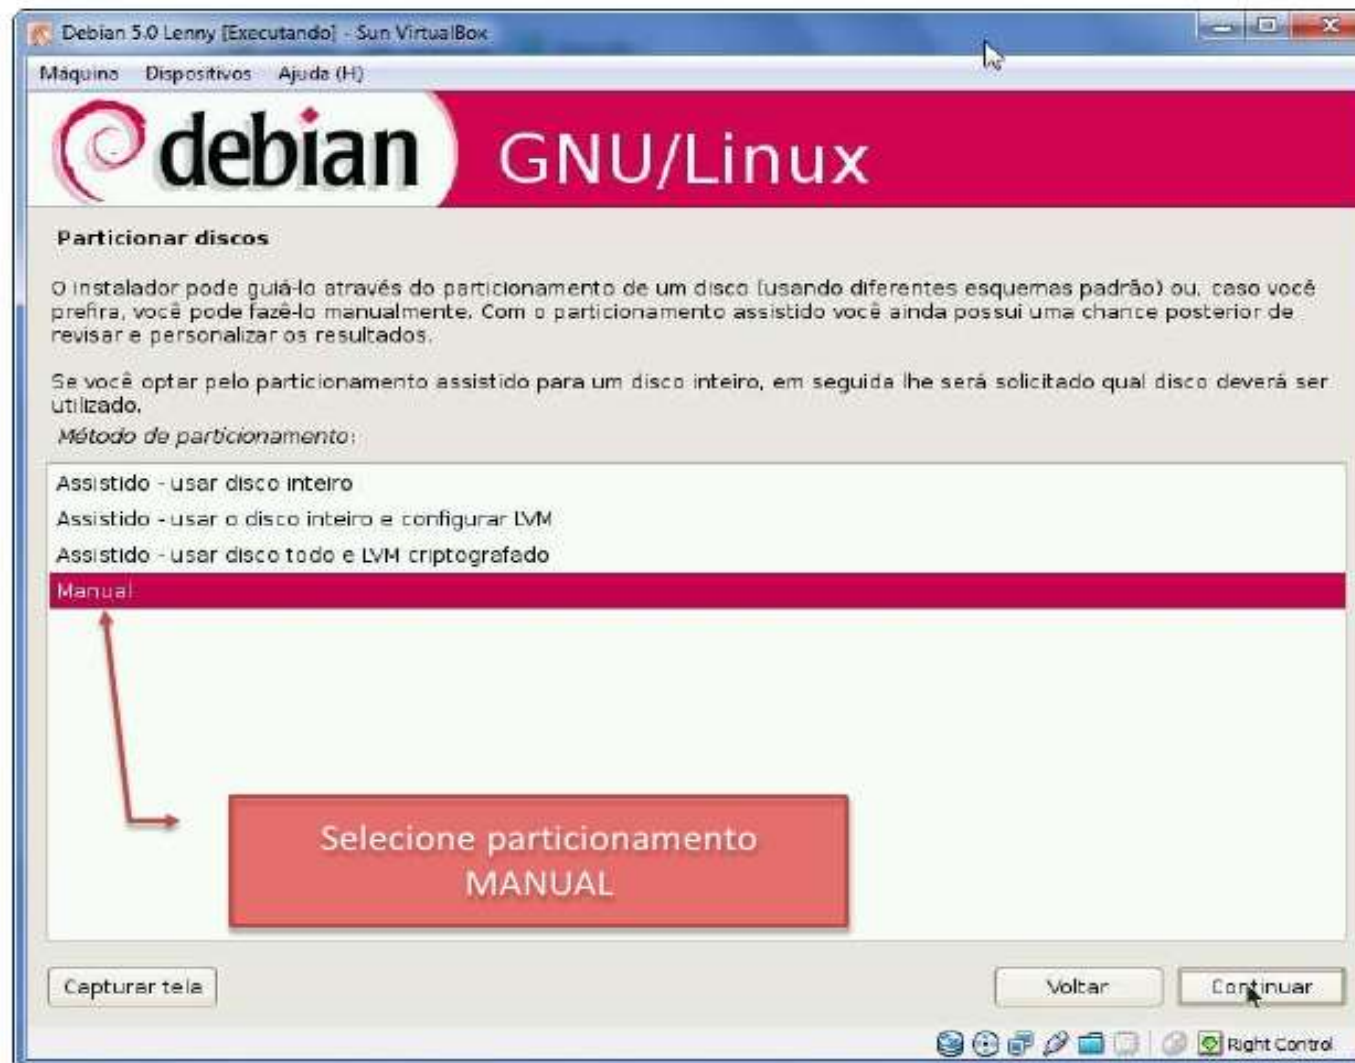 Debian 5.0 Lenny [Executando] - Sun VirtualBox
Máquina Dispositivos Ajuda (H)
debian GNU/Linux
Particionar discos
O instalador pode guiá-lo através do particionamento de um disco (usando diferentes esquemas padrão) ou, caso você
prefira, você pode fazê-lo manualmente. Com o particionamento assistido você ainda possui uma chance posterior de
revisar e personalizar os resultados.
Se você optar pelo particionamento assistido para um disco inteiro, em seguida lhe será solicitado qual disco deverá ser
utilizado.
Método de particionamento:
Assistido - usar disco inteiro
Assistido - usar o disco inteiro e configurar LVM
Assistido - usar disco todo e LVM criptografado
Manual
Selecione particionamento
MANUAL
Capturar tela
Voltar
Continuar
Right Control